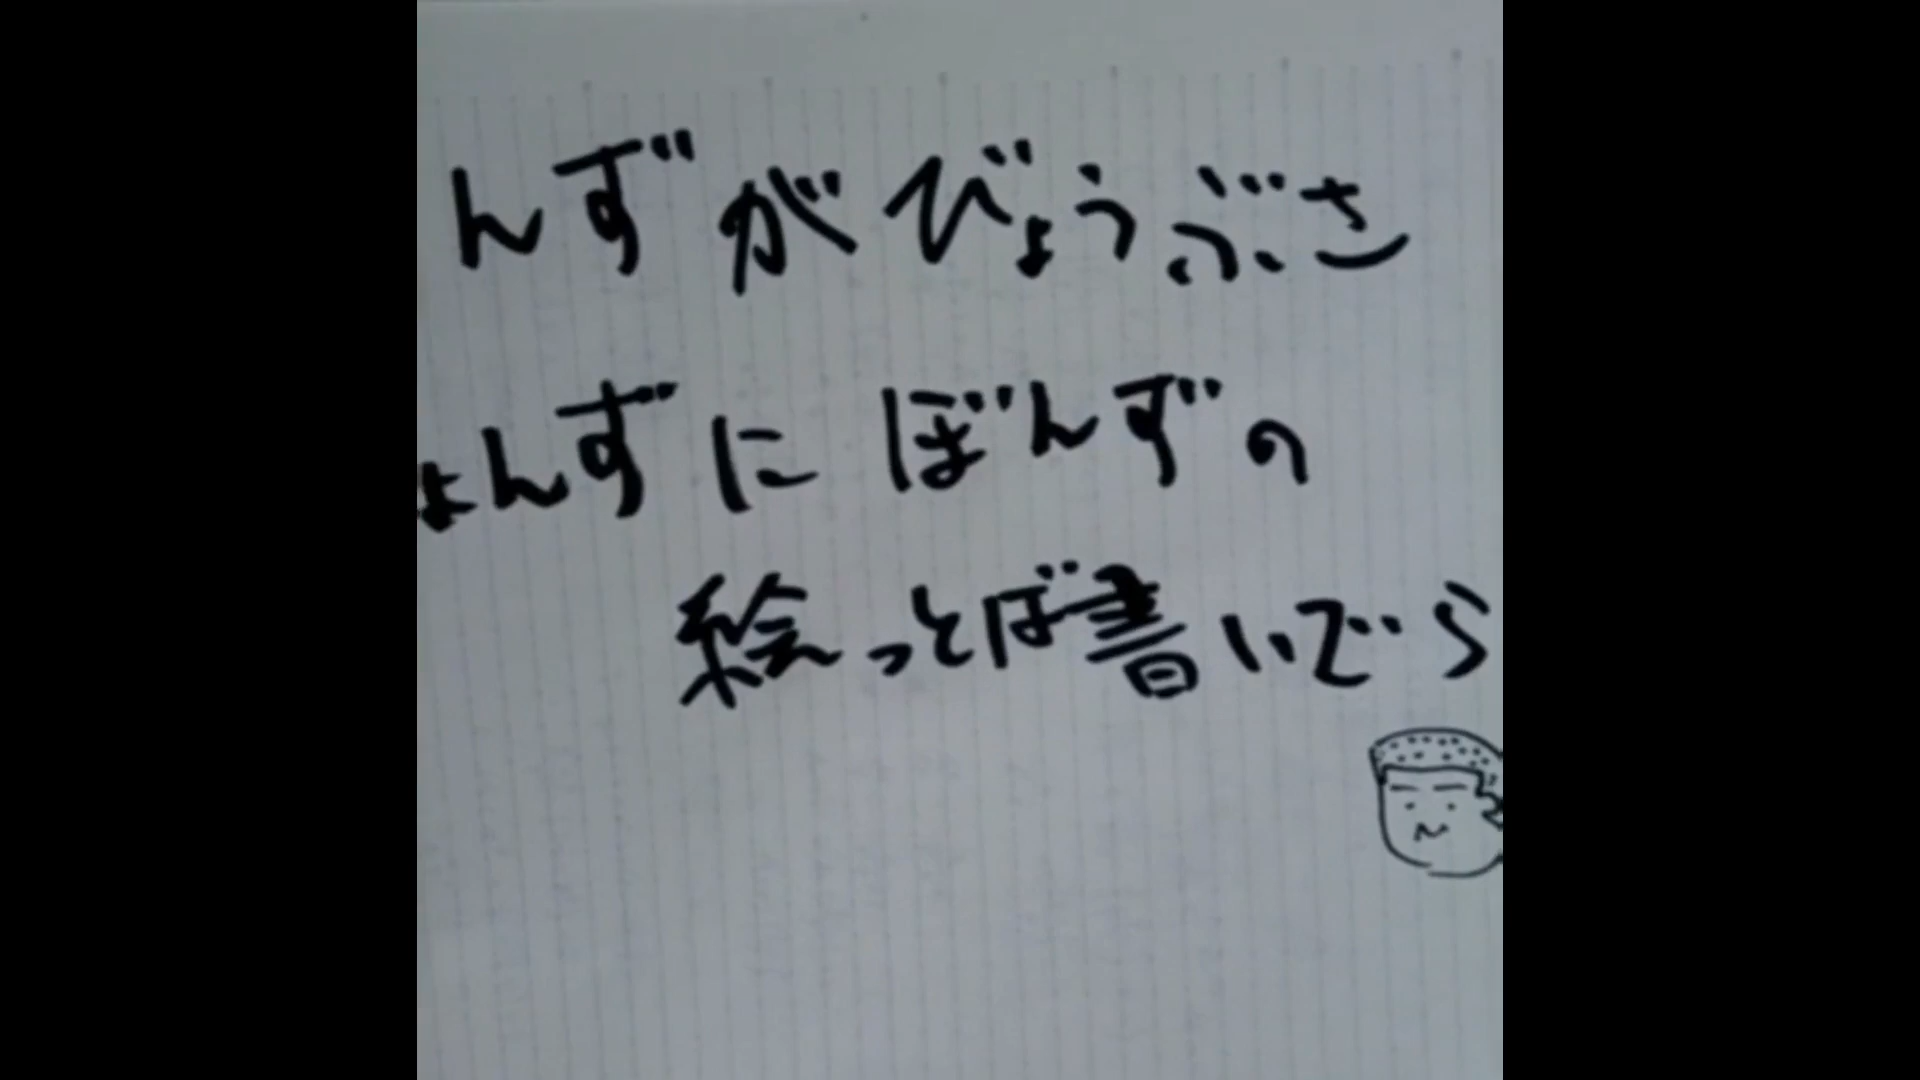 んずがびょうぶさ
ょんずにぼんずの
絵っとば書いでら